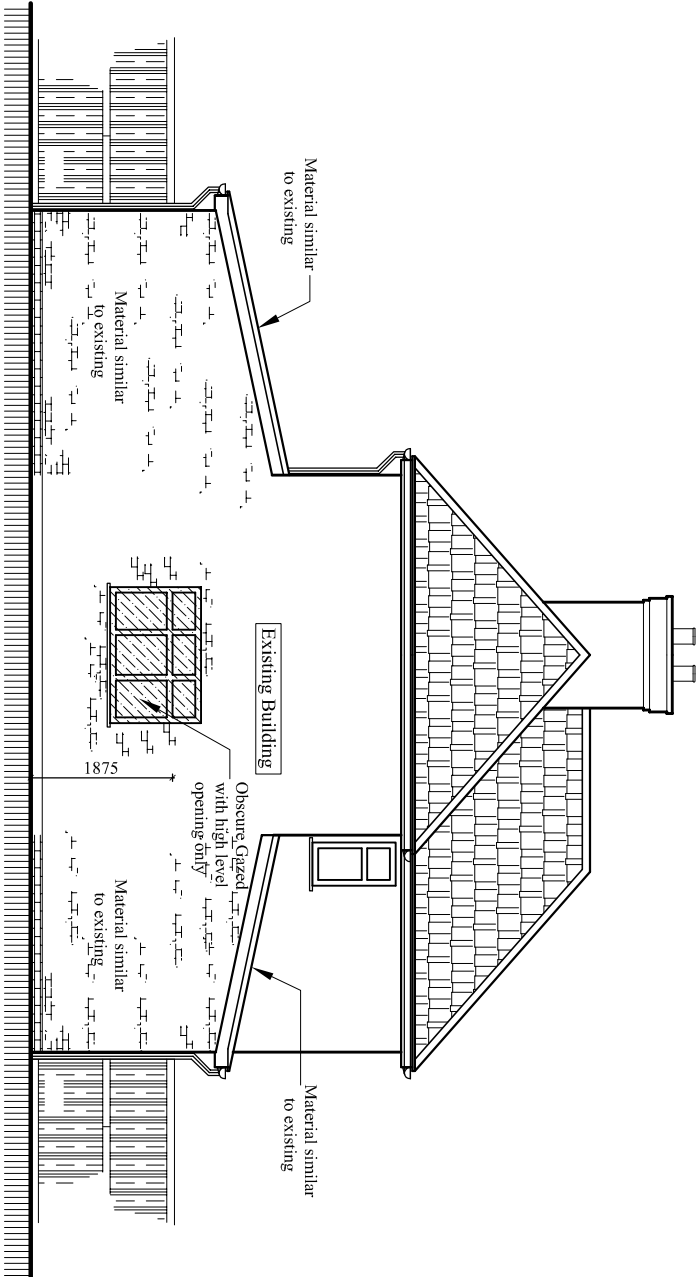 Material similar
to existing
Material similar
to existing
Existing Building
1875
Obscure Gazed
with high level
opening only
Material similar
to existing
Material similar
to existing